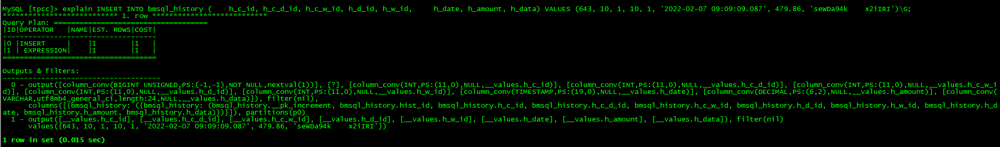 MySQL [tpcc]> explain INSERT INTO bmsql_history (    h_c_id, h_c_d_id, h_c_w_id, h_d_id, h_w_id,     h_date, h_amount, h_data) VALUES (643, 10, 1, 10, 1, '2022-02-07 09:09:09.087', 479.86, 'seWDa94k    x2iIRI')\G;
*************************** 1. row ***************************
Query Plan: ====================================
|ID|OPERATOR   |NAME|EST. ROWS|COST|
------------------------------------
|0 |INSERT     |    |1        |1   |
|1 | EXPRESSION|    |1        |1   |
====================================
Outputs & filters:
-------------------------------------
  0 - output([column_conv(BIGINT UNSIGNED,PS:(-1,-1),NOT NULL,nextval(1))], [?], [column_conv(INT,PS:(11,0),NULL,__values.h_c_id)], [column_conv(INT,PS:(11,0),NULL,__values.h_c_d_id)], [column_conv(INT,PS:(11,0),NULL,__values.h_c_w_i
d)], [column_conv(INT,PS:(11,0),NULL,__values.h_d_id)], [column_conv(INT,PS:(11,0),NULL,__values.h_w_id)], [column_conv(TIMESTAMP,PS:(19,0),NULL,__values.h_date)], [column_conv(DECIMAL,PS:(6,2),NULL,__values.h_amount)], [column_conv(
VARCHAR,utf8mb4_general_ci,length:24,NULL,__values.h_data)]), filter(nil),
      columns([{bmsql_history: ({bmsql_history: (bmsql_history.__pk_increment, bmsql_history.hist_id, bmsql_history.h_c_id, bmsql_history.h_c_d_id, bmsql_history.h_c_w_id, bmsql_history.h_d_id, bmsql_history.h_w_id, bmsql_history.h_d
ate, bmsql_history.h_amount, bmsql_history.h_data)})}]), partitions(p0)
  1 - output([__values.h_c_id], [__values.h_c_d_id], [__values.h_c_w_id], [__values.h_d_id], [__values.h_w_id], [__values.h_date], [__values.h_amount], [__values.h_data]), filter(nil)
      values({643, 10, 1, 10, 1, '2022-02-07 09:09:09.087', 479.86, 'seWDa94k    x2iIRI'})
1 row in set (0.015 sec)